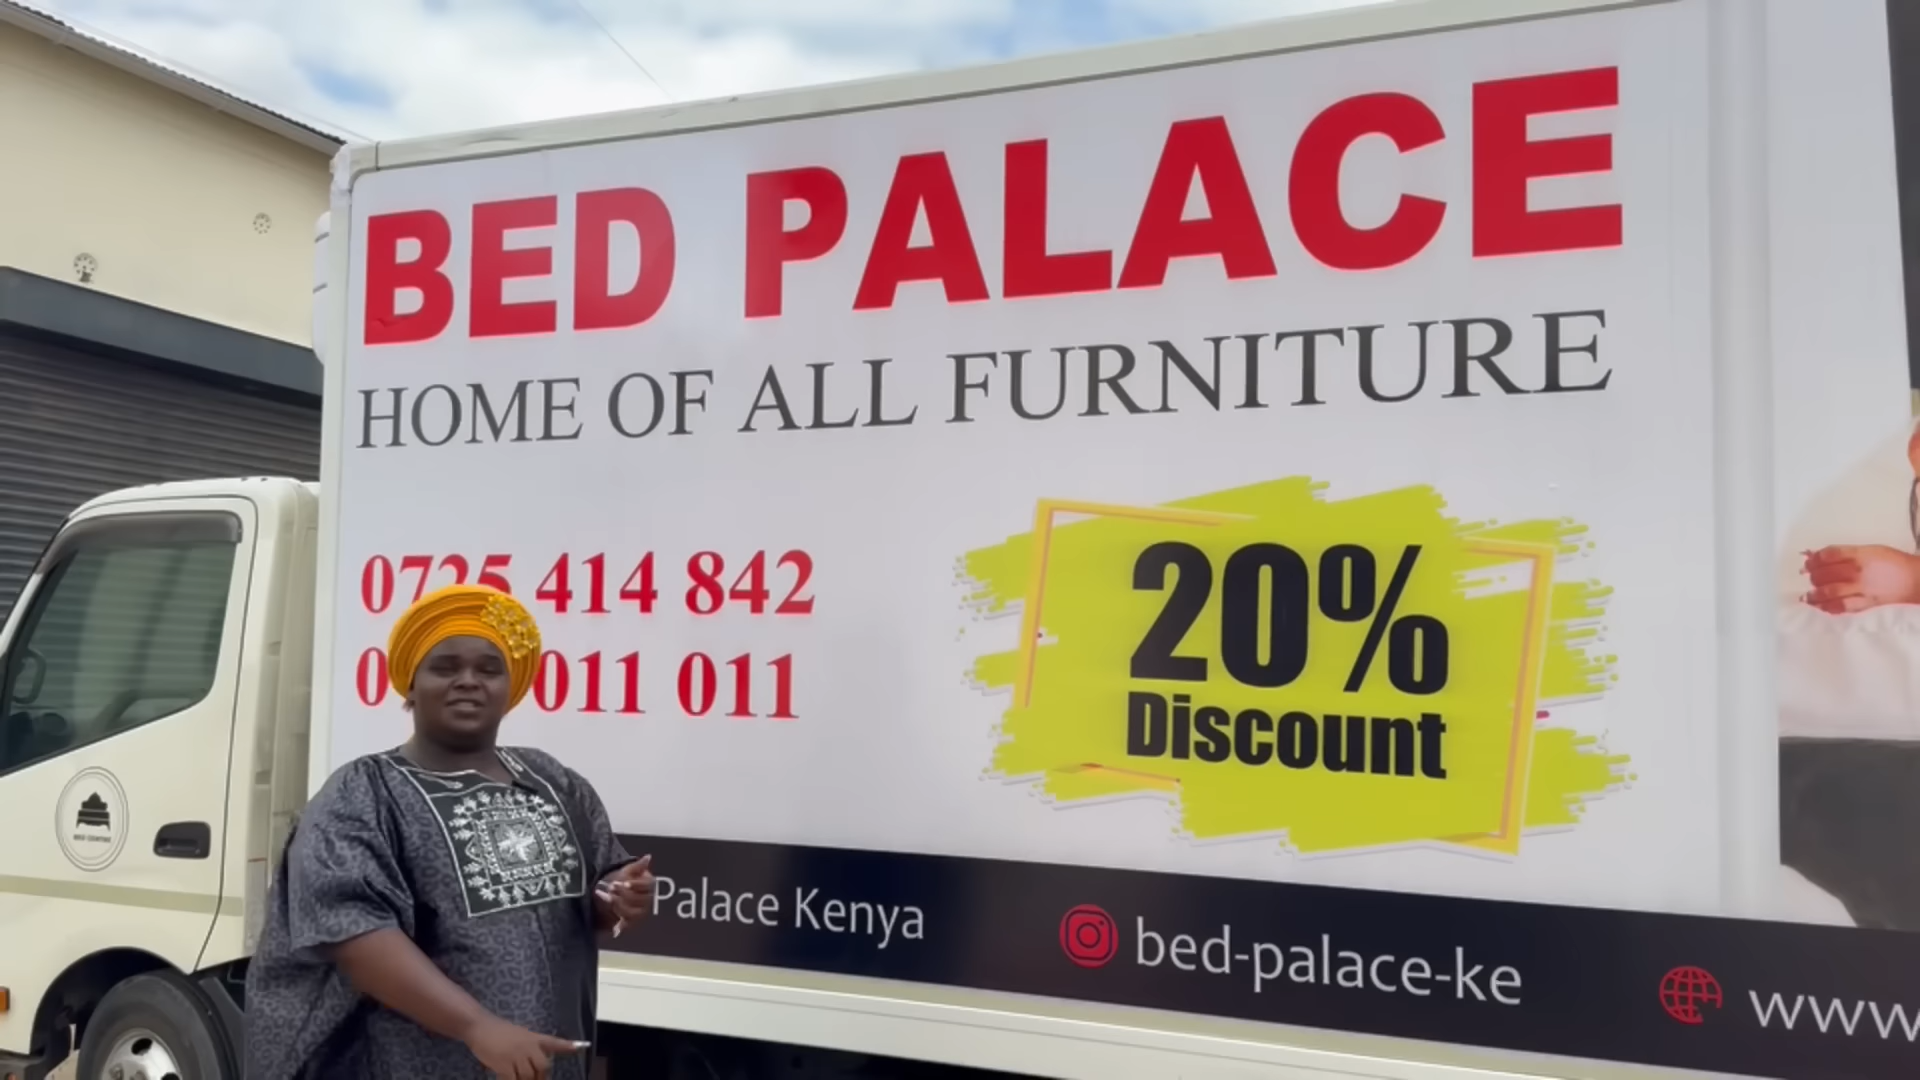 BED PALACE
HOME OF ALL FURNITURE
0725 414 842
011 011
20%
Discount
Palace Kenya
bed-palace-ke
www